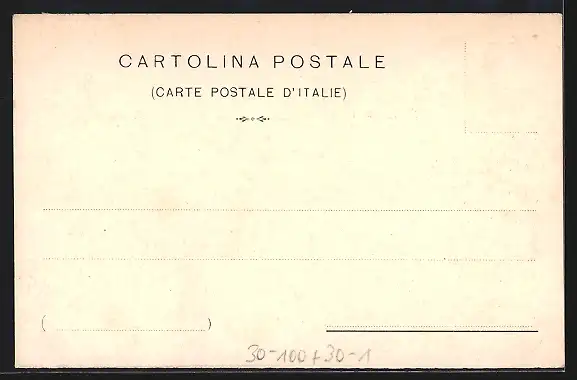 CARTOLINA POSTALE
(CARTE POSTALE D'ITALIE)
( )
30-100+30-1